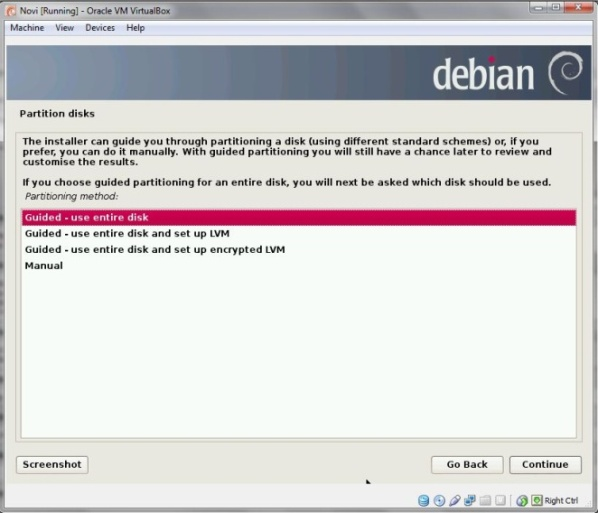 Novi [Running] - Oracle VM VirtualBox
Machine View Devices Help
debian
Partition disks
The installer can guide you through partitioning a disk (using different standard schemes) or, if you
prefer, you can do it manually. With guided partitioning you will still have a chance later to review and
customise the results.
If you choose guided partitioning for an entire disk, you will next be asked which disk should be used.
Partitioning method:
Guided - use entire disk
Guided - use entire disk and set up LVM
Guided - use entire disk and set up encrypted LVM
Manual
Screenshot Go Back Continue
Right Ctrl